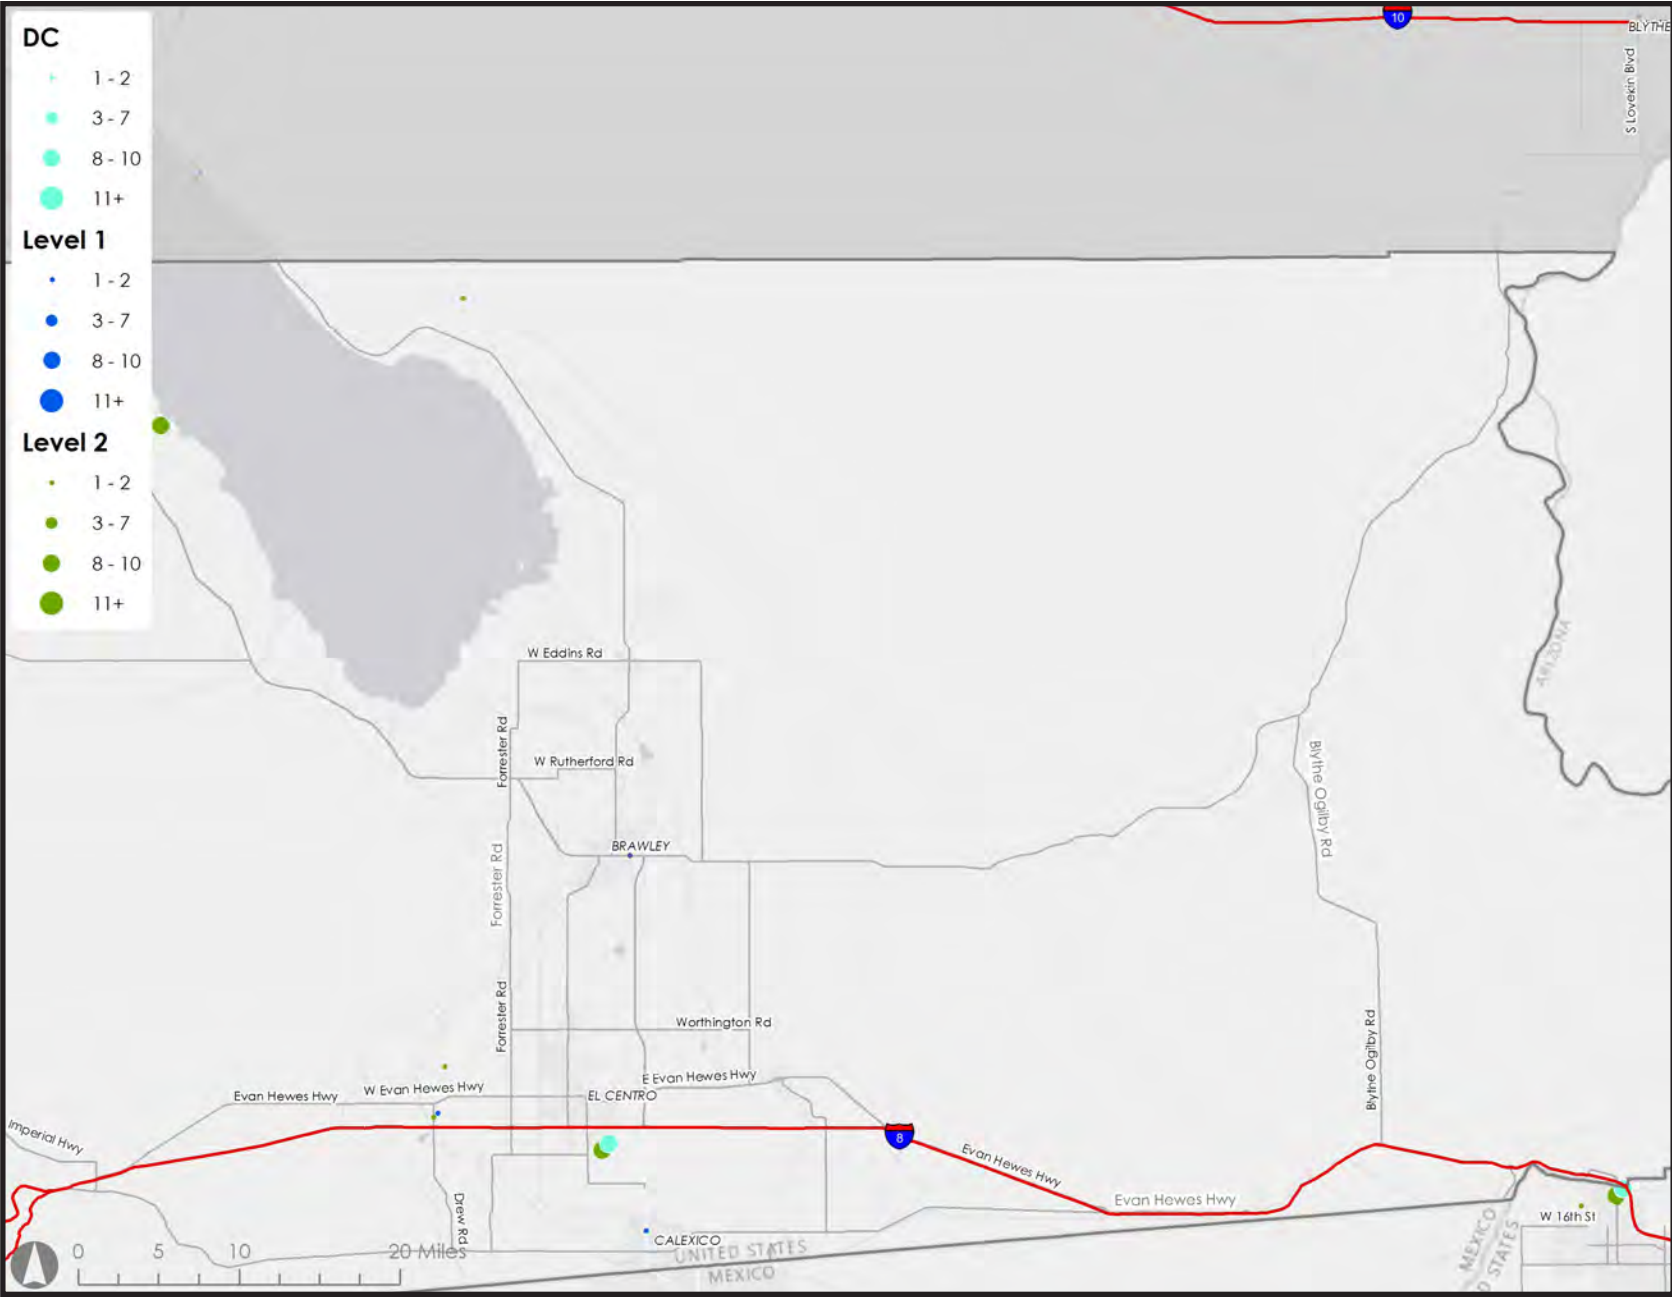 DC
1 - 2
3 - 7
8 - 10
11+
Level 1
1 - 2
3 - 7
8 - 10
11+
Level 2
1 - 2
3 - 7
8 - 10
11+
10
BLYTHE
S Lovekin Blvd
ARIZONA
W Eddins Rd
Forrester Rd
W Rutherford Rd
Blythe Ogilby Rd
BRAWLEY
Forrester Rd
Forrester Rd
Worthington Rd
Blythe Ogilby Rd
E Evan Hewes Hwy
W Evan Hewes Hwy
Evan Hewes Hwy
EL CENTRO
Imperial Hwy
8
Evan Hewes Hwy
Evan Hewes Hwy
Drew Rd
W 16th St
CALEXICO
UNITED STATES
MEXICO
MEXICO
D STATES
0 5 10 20 Miles